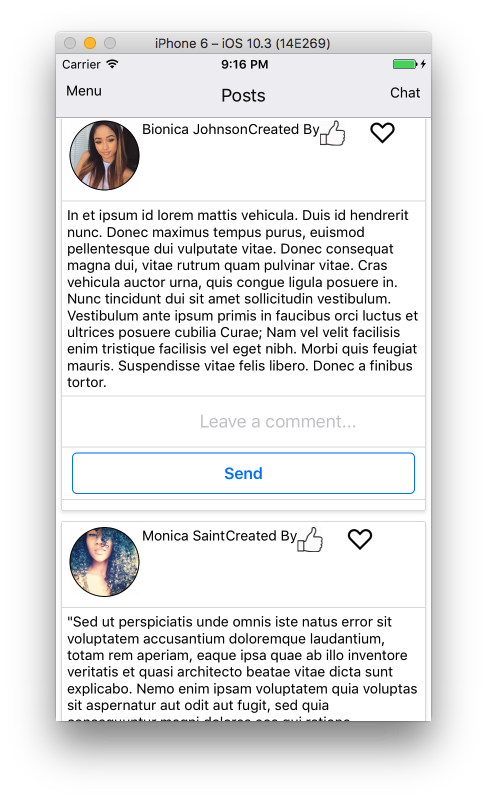 iPhone 6 – iOS 10.3 (14E269)
Carrier 9:16 PM
Menu Posts Chat
Bionica JohnsonCreated By
In et ipsum id lorem mattis vehicula. Duis id hendrerit
nunc. Donec maximus tempus purus, euismod
pellentesque dui vulputate vitae. Donec consequat
magna dui, vitae rutrum quam pulvinar vitae. Cras
vehicula auctor urna, quis congue ligula posuere in.
Nunc tincidunt dui sit amet sollicitudin vestibulum.
Vestibulum ante ipsum primis in faucibus orci luctus et
ultrices posuere cubilia Curae; Nam vel velit facilisis
enim tristique facilisis vel eget nibh. Morbi quis feugiat
mauris. Suspendisse vitae felis libero. Donec a finibus
tortor.
Leave a comment...
Send
Monica SaintCreated By
"Sed ut perspiciatis unde omnis iste natus error sit
voluptatem accusantium doloremque laudantium,
totam rem aperiam, eaque ipsa quae ab illo inventore
veritatis et quasi architecto beatae vitae dicta sunt
explicabo. Nemo enim ipsam voluptatem quia voluptas
sit aspernatur aut odit aut fugit, sed quia
consequuntur magni dolores eos qui ratione